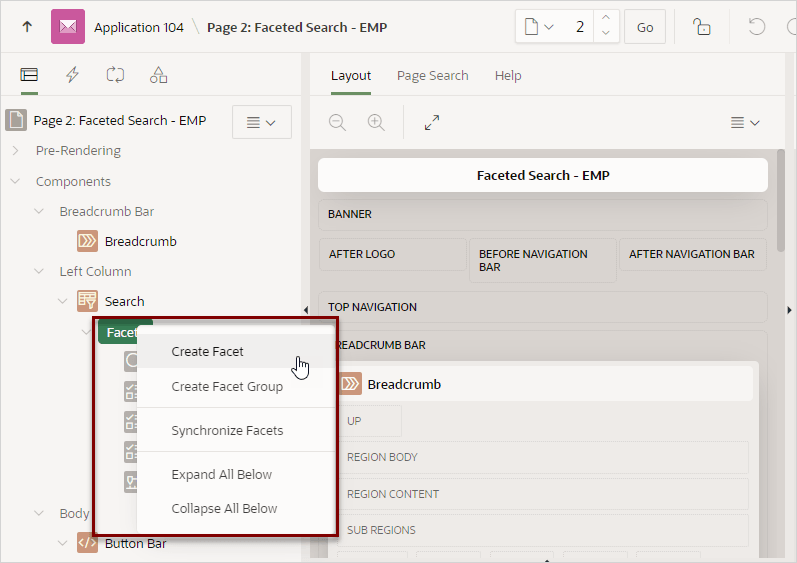 Application 104 \ Page 2: Faceted Search - EMP
2
Go
Layout
Page Search
Help
Page 2: Faceted Search - EMP
Pre-Rendering
Components
Breadcrumb Bar
Breadcrumb
Left Column
Search
Facet
Create Facet
Create Facet Group
Synchronize Facets
Expand All Below
Collapse All Below
Body
Button Bar
Faceted Search - EMP
BANNER
AFTER LOGO
BEFORE NAVIGATION
BAR
AFTER NAVIGATION BAR
TOP NAVIGATION
READCRUMB BAR
Breadcrumb
UP
REGION BODY
REGION CONTENT
SUB REGIONS